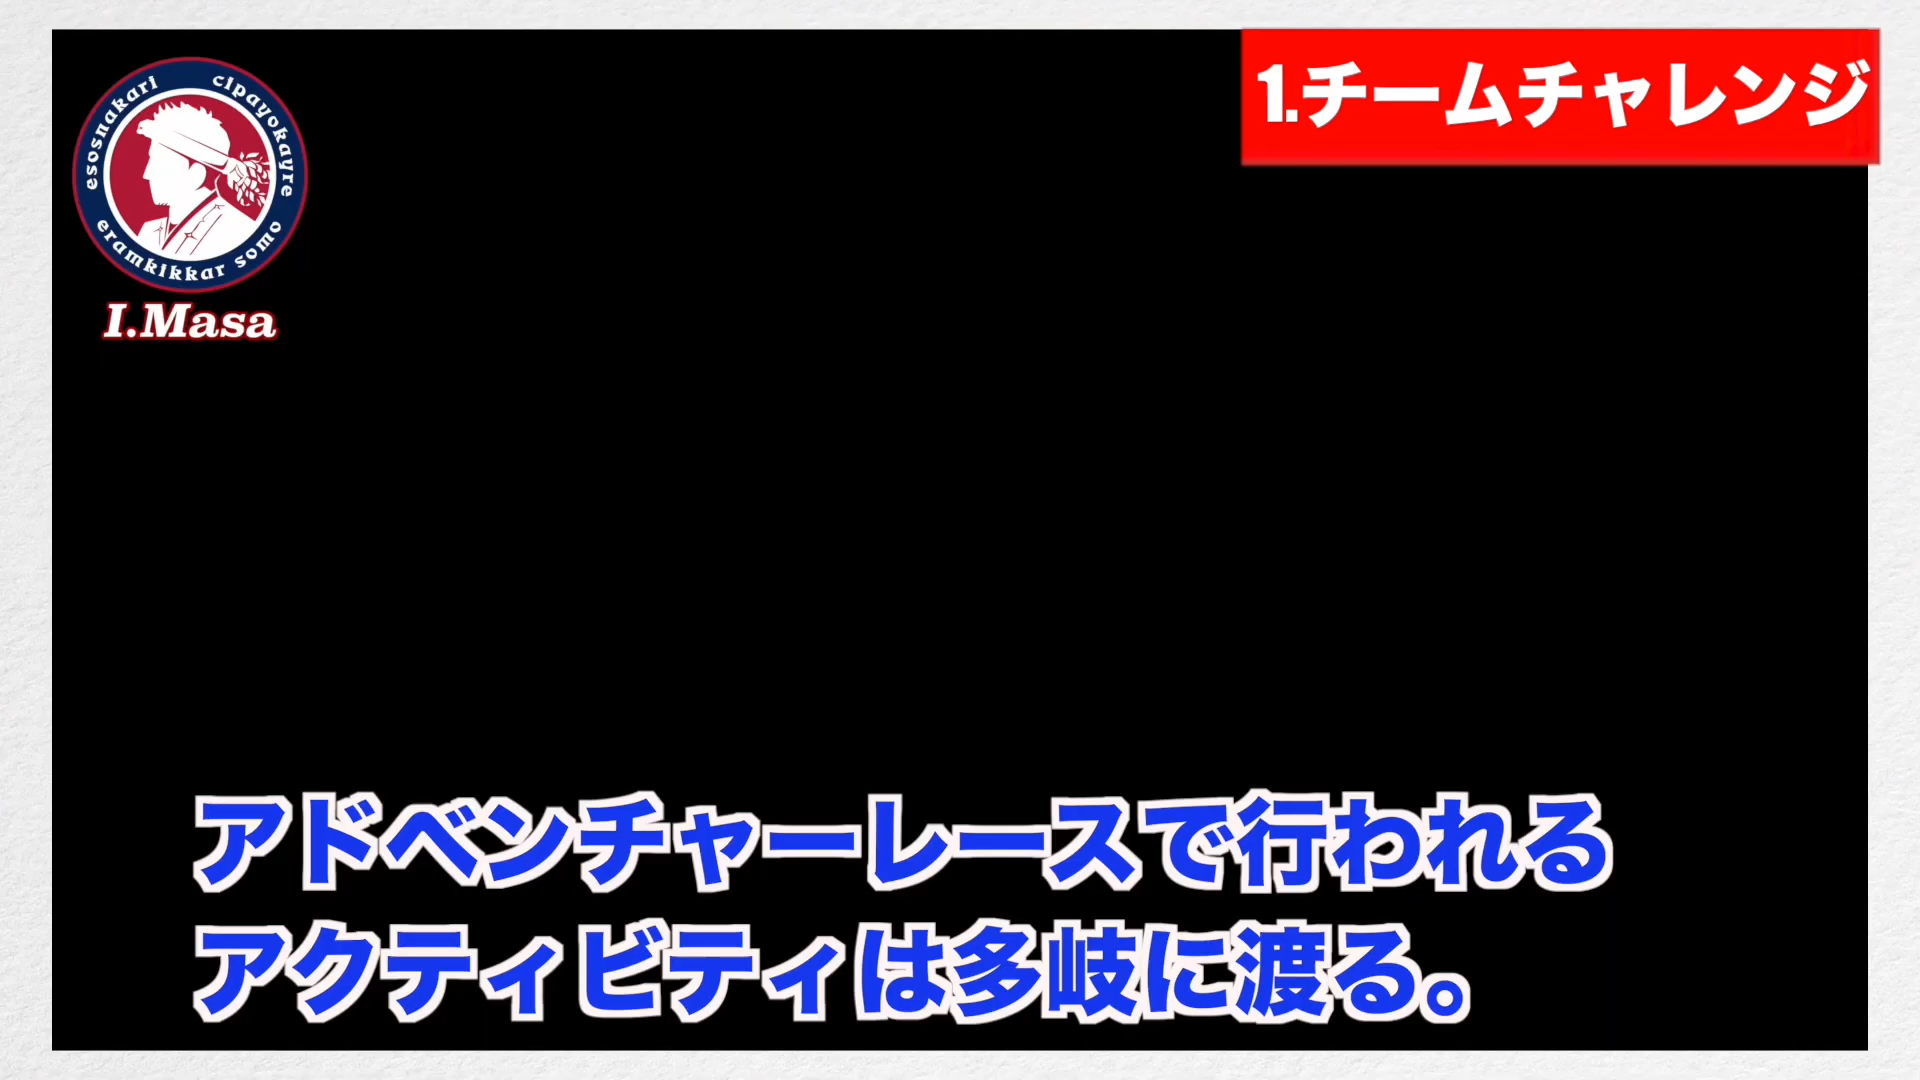 esosnakari cipayokayre
eramkikkar somo
I.Masa
1.チームチャレンジ
アドベンチャーレースで行われる
アクティビティは多岐に渡る。